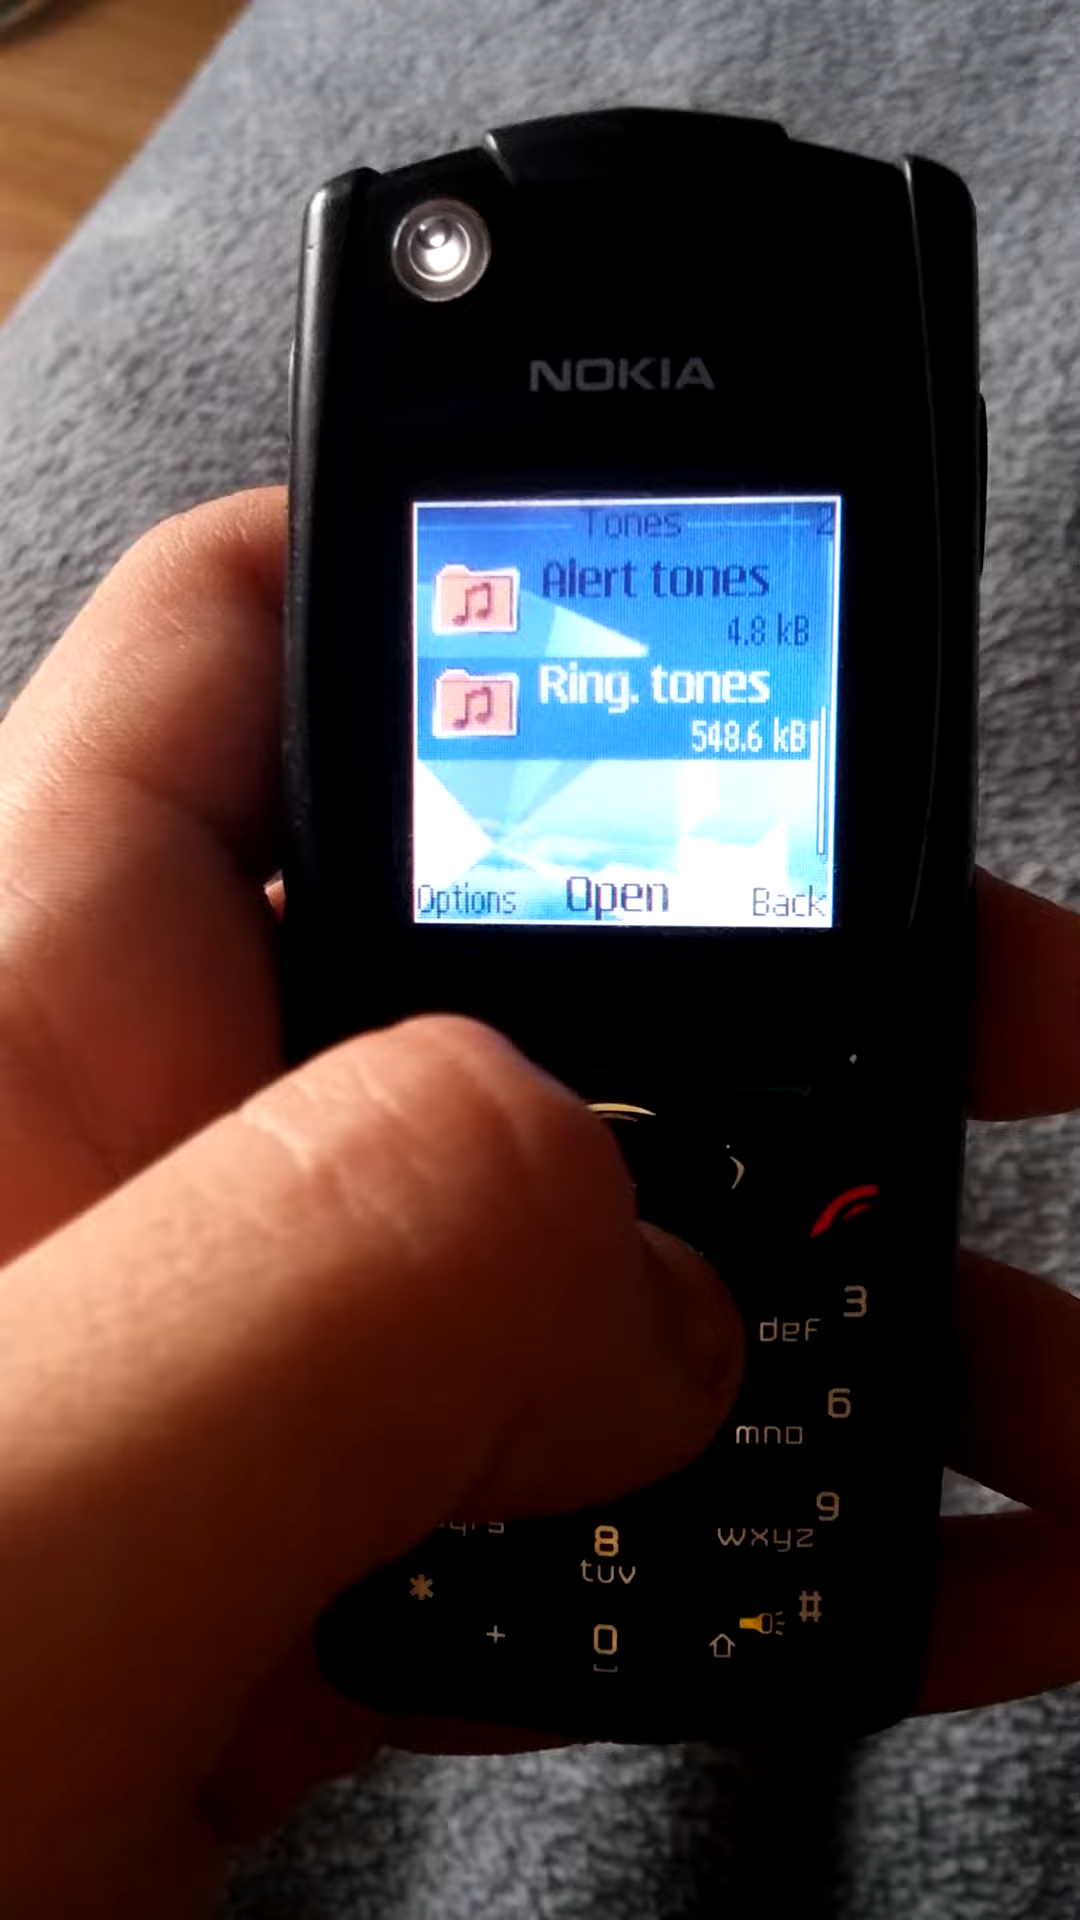 NOKIA
Tones 2
Alert tones
4.8 kB
Ring. tones
548.6 kB
Options Open Back
3
def
6
mno
9
wxyz
8
tuv
*
#
+
0